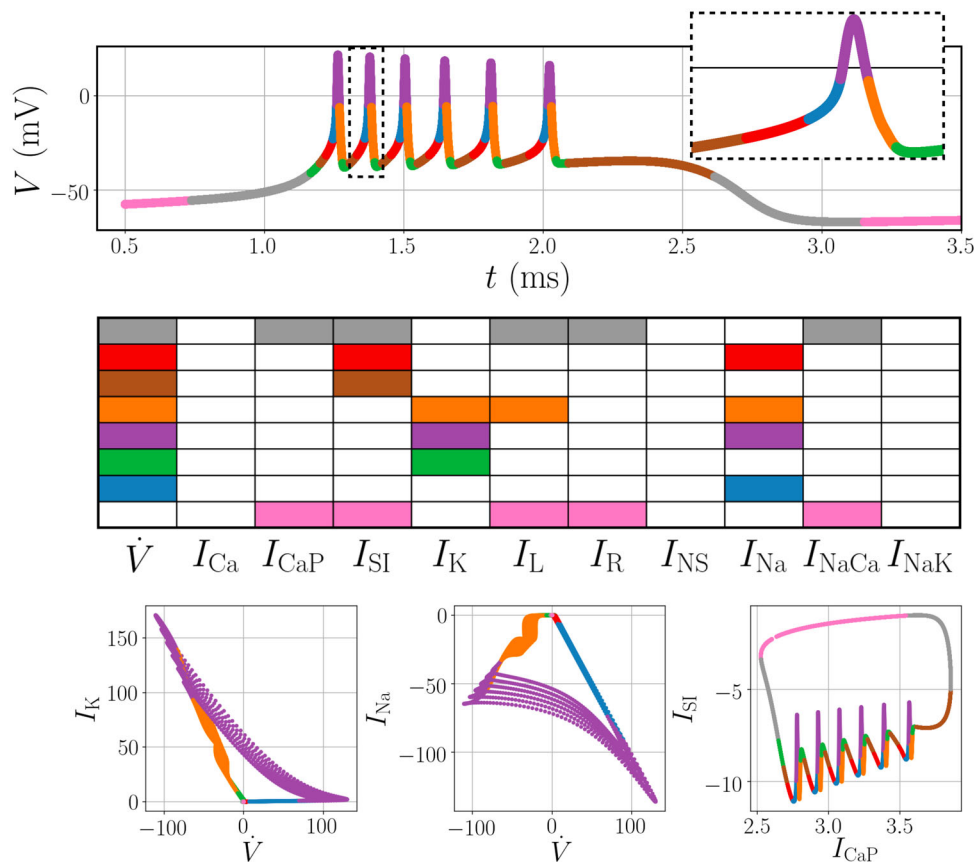 V (mV)
0
−50
0.5 1.0 1.5 2.0 2.5 3.0 3.5
t (ms)
V̇ I_Ca I_CaP I_SI I_K I_L I_R I_NS I_Na I_NaCa I_NaK
I_K
150
100
50
0
−100 0 100
V̇
I_Na
0
−50
−100
−100 0 100
V̇
I_SI
−5
−10
2.5 3.0 3.5
I_CaP